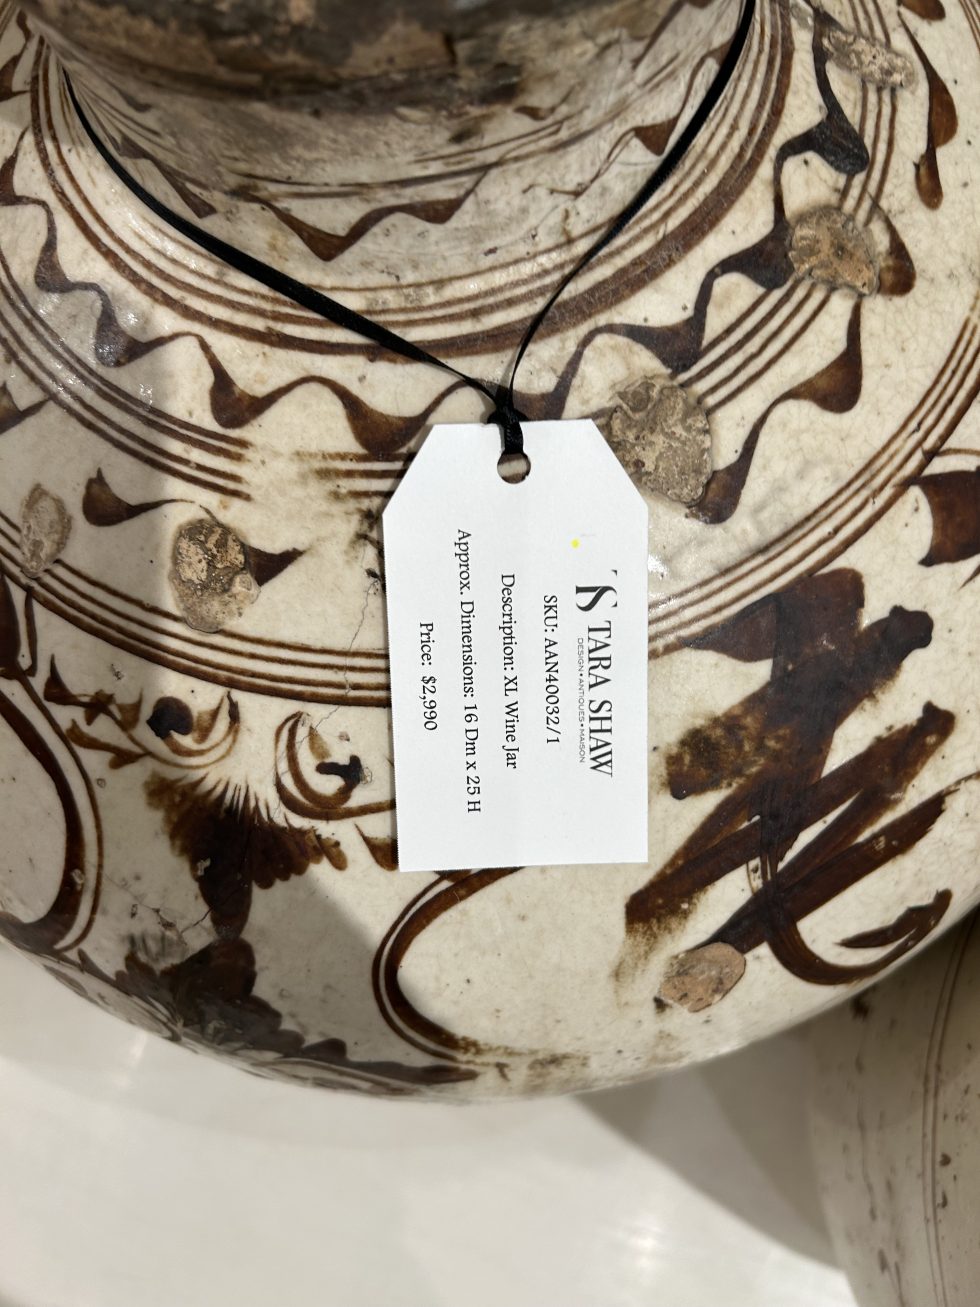 TARA SHAW
DESIGN • ANTIQUES • MAISON
SKU: AAN40032/1
Description: XL Wine Jar
Approx. Dimensions: 16 Dm x 25 H
Price: $2,990